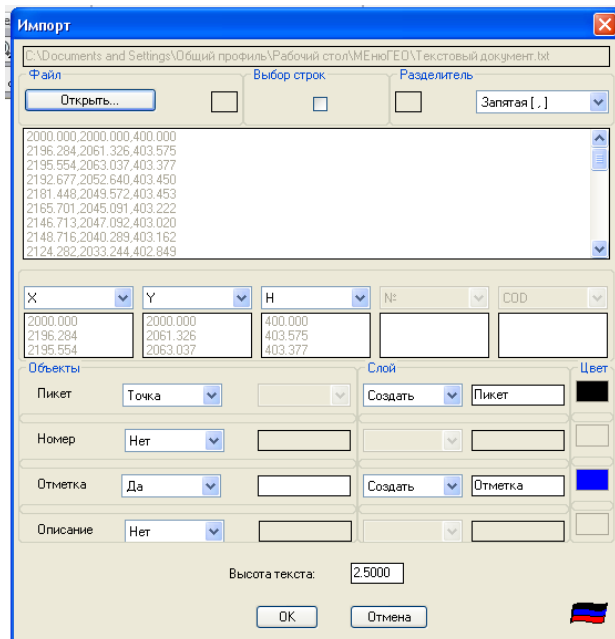 Импорт
C:\Documents and Settings\Общий профиль\Рабочий стол\МЕнюГЕО\Текстовый документ.txt
Файл Выбор строк Разделитель
Открыть... Запятая [ , ]
2000.000,2000.000,400.000
2196.284,2061.326,403.575
2195.554,2063.037,403.377
2192.677,2052.640,403.450
2181.448,2049.572,403.453
2165.701,2045.091,403.222
2146.713,2047.092,403.020
2148.716,2040.289,403.162
2124.282,2033.244,402.849
X Y H № COD
2000.000 2000.000 400.000
2196.284 2061.326 403.575
2195.554 2063.037 403.377
Объекты Слой Цвет
Пикет Точка Создать Пикет
Номер Нет
Отметка Да Создать Отметка
Описание Нет
Высота текста: 2.5000
OK Отмена